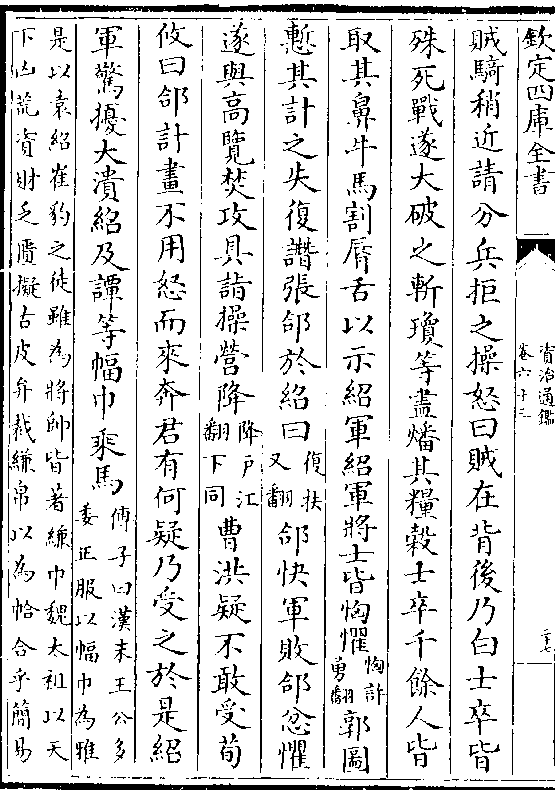 欽定四庫全書
資治通鑑
卷六十三
賊騎稍近請分兵拒之操怒曰賊在背後乃白士卒皆
殊死戰遂大破之斬瓊等盡燔其糧穀士卒千餘人皆
取其鼻牛馬割脣舌以示紹軍紹軍將士皆恟懼恟許勇翻郭圖
慙其計之失復譖張郃於紹曰復扶又翻郃快軍敗郃忿懼
遂與高覽焚攻具詣操營降降戸江翻下同曹洪疑不敢受荀
攸曰郃計畫不用怒而來奔君有何疑乃受之於是紹
軍驚擾大潰紹及譚等幅巾乘馬傅子曰漢末王公多委正服以幅巾為雅
是以袁紹崔豹之徒雖為將帥皆著縑巾魏太祖以天
下凶荒資財乏匱擬古皮弁裁縑帛以為帢合乎簡易